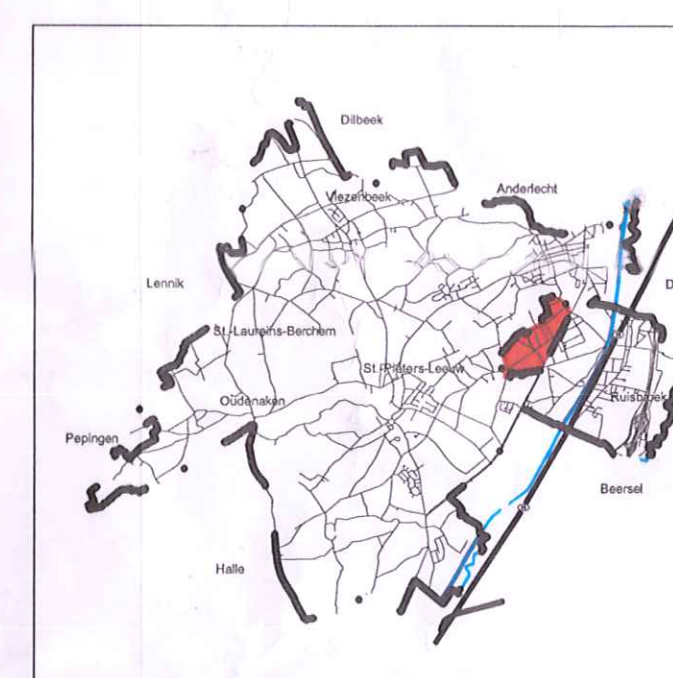 Dilbeek
Anderlecht
Vlezenbeek
Lennik
D
St.-Laureins-Berchem
St.-Pieters-Leeuw
Oudenaken
Ruisbroek
Pepingen
Beersel
Halle